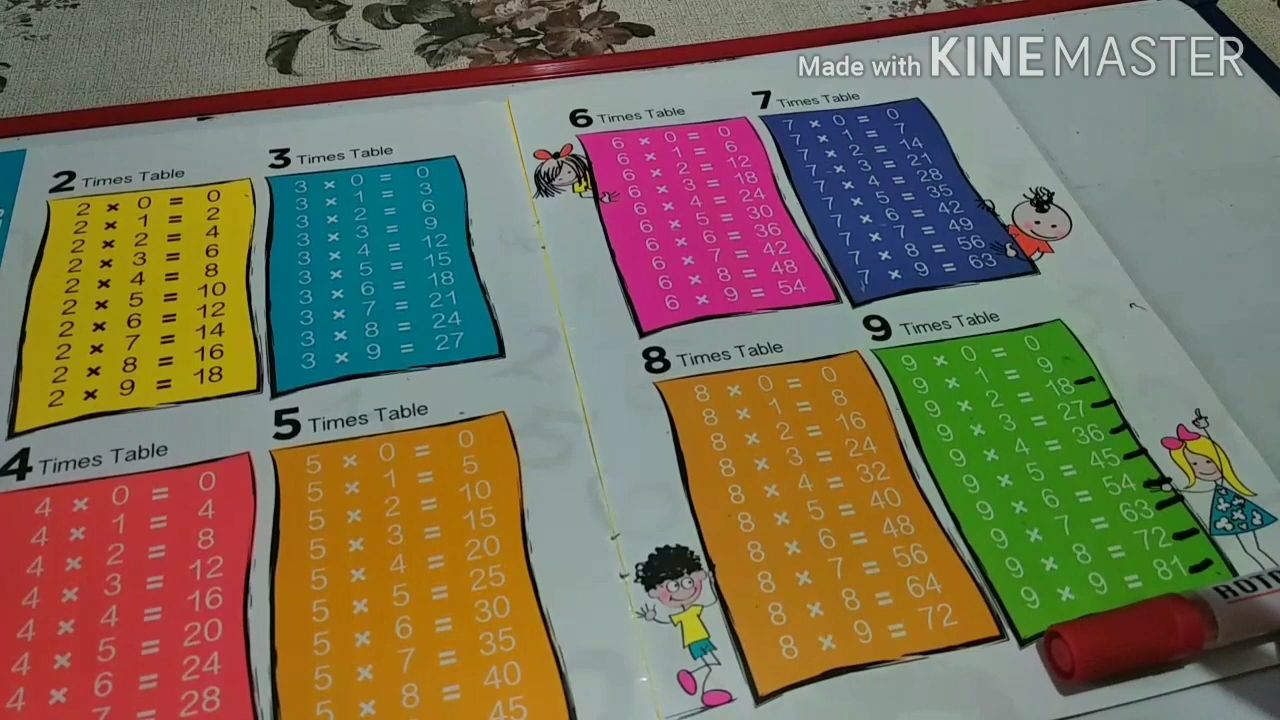 Made with KINEMASTER
2 Times Table
2 × 0 = 0
2 × 1 = 2
2 × 2 = 4
2 × 3 = 6
2 × 4 = 8
2 × 5 = 10
2 × 6 = 12
2 × 7 = 14
2 × 8 = 16
2 × 9 = 18
3 Times Table
3 × 0 = 0
3 × 1 = 3
3 × 2 = 6
3 × 3 = 9
3 × 4 = 12
3 × 5 = 15
3 × 6 = 18
3 × 7 = 21
3 × 8 = 24
3 × 9 = 27
4 Times Table
4 × 0 = 0
4 × 1 = 4
4 × 2 = 8
4 × 3 = 12
4 × 4 = 16
4 × 5 = 20
4 × 6 = 24
7 = 28
5 Times Table
5 × 0 = 0
5 × 1 = 5
5 × 2 = 10
5 × 3 = 15
5 × 4 = 20
5 × 5 = 25
5 × 6 = 30
5 × 7 = 35
5 × 8 = 40
45
6 Times Table
6 × 0 = 0
6 × 1 = 6
6 × 2 = 12
6 × 3 = 18
6 × 4 = 24
6 × 5 = 30
6 × 6 = 36
6 × 7 = 42
6 × 8 = 48
6 × 9 = 54
7 Times Table
7 × 0 = 0
7 × 1 = 7
7 × 2 = 14
7 × 3 = 21
7 × 4 = 28
7 × 5 = 35
7 × 6 = 42
7 × 7 = 49
7 × 8 = 56
7 × 9 = 63
8 Times Table
8 × 0 = 0
8 × 1 = 8
8 × 2 = 16
8 × 3 = 24
8 × 4 = 32
8 × 5 = 40
8 × 6 = 48
8 × 7 = 56
8 × 8 = 64
8 × 9 = 72
9 Times Table
9 × 0 = 0
9 × 1 = 9
9 × 2 = 18
9 × 3 = 27
9 × 4 = 36
9 × 5 = 45
9 × 6 = 54
9 × 7 = 63
9 × 8 = 72
9 × 9 = 81